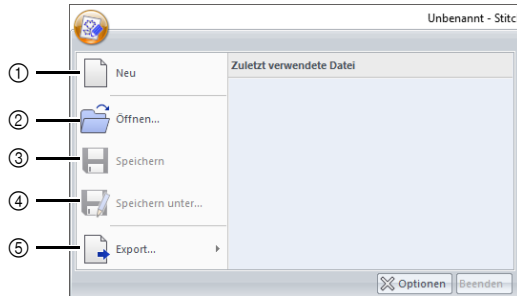 Unbenannt - Stitc
① Neu
Zuletzt verwendete Datei
② Öffnen...
③ Speichern
④ Speichern unter...
⑤ Export...
Optionen Beenden